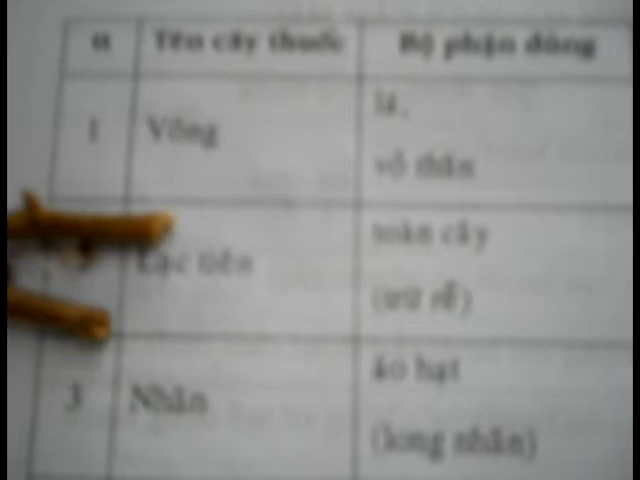 tt Tên cây thuốc Bộ phận dùng
1 Vông lá,
vỏ thân
Lạc tiên toàn cây
(trừ rễ)
3 Nhãn áo hạt
(long nhãn)